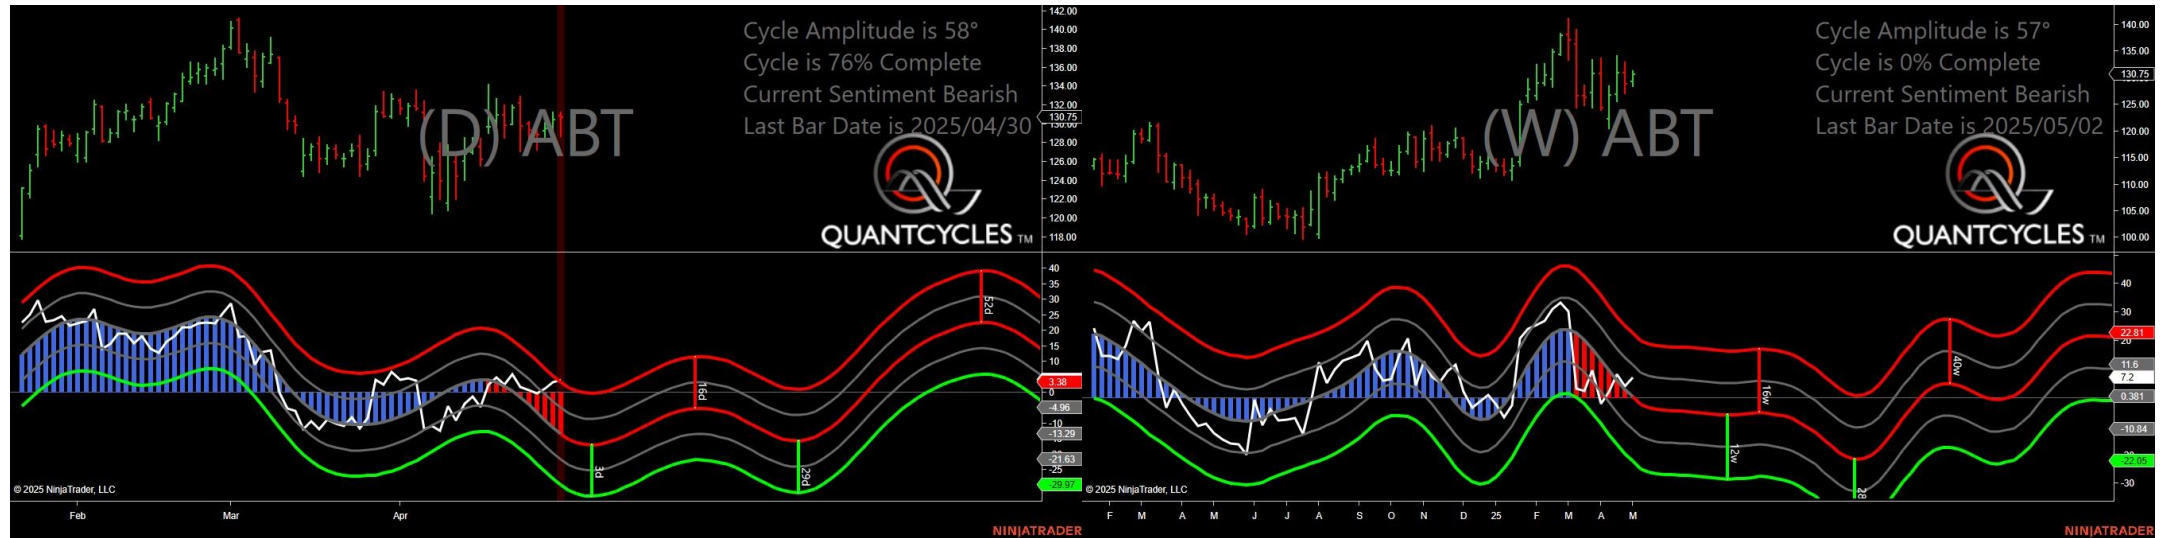 Cycle Amplitude is 58°
Cycle is 76% Complete
Current Sentiment Bearish
Last Bar Date is 2025/04/30
(D) ABT
QUANTCYCLES TM
142.00
140.00
138.00
136.00
134.00
132.00
130.75
130.00
128.00
126.00
124.00
122.00
120.00
118.00
40
35
30
25
20
15
10
3.38
0
-4.96
-10
-13.29
-21.63
-25
-29.97
52d
16d
3d
29d
© 2025 NinjaTrader, LLC
Feb
Mar
Apr
NINJATRADER
Cycle Amplitude is 57°
Cycle is 0% Complete
Current Sentiment Bearish
Last Bar Date is 2025/05/02
(W) ABT
QUANTCYCLES TM
140.00
135.00
130.75
125.00
120.00
115.00
110.00
105.00
100.00
40
30
22.81
20
11.6
7.2
0.381
-10.84
-22.05
-30
16w
40w
12w
28
© 2025 NinjaTrader, LLC
F
M
A
M
J
J
A
S
O
N
D
25
F
M
A
M
NINJATRADER